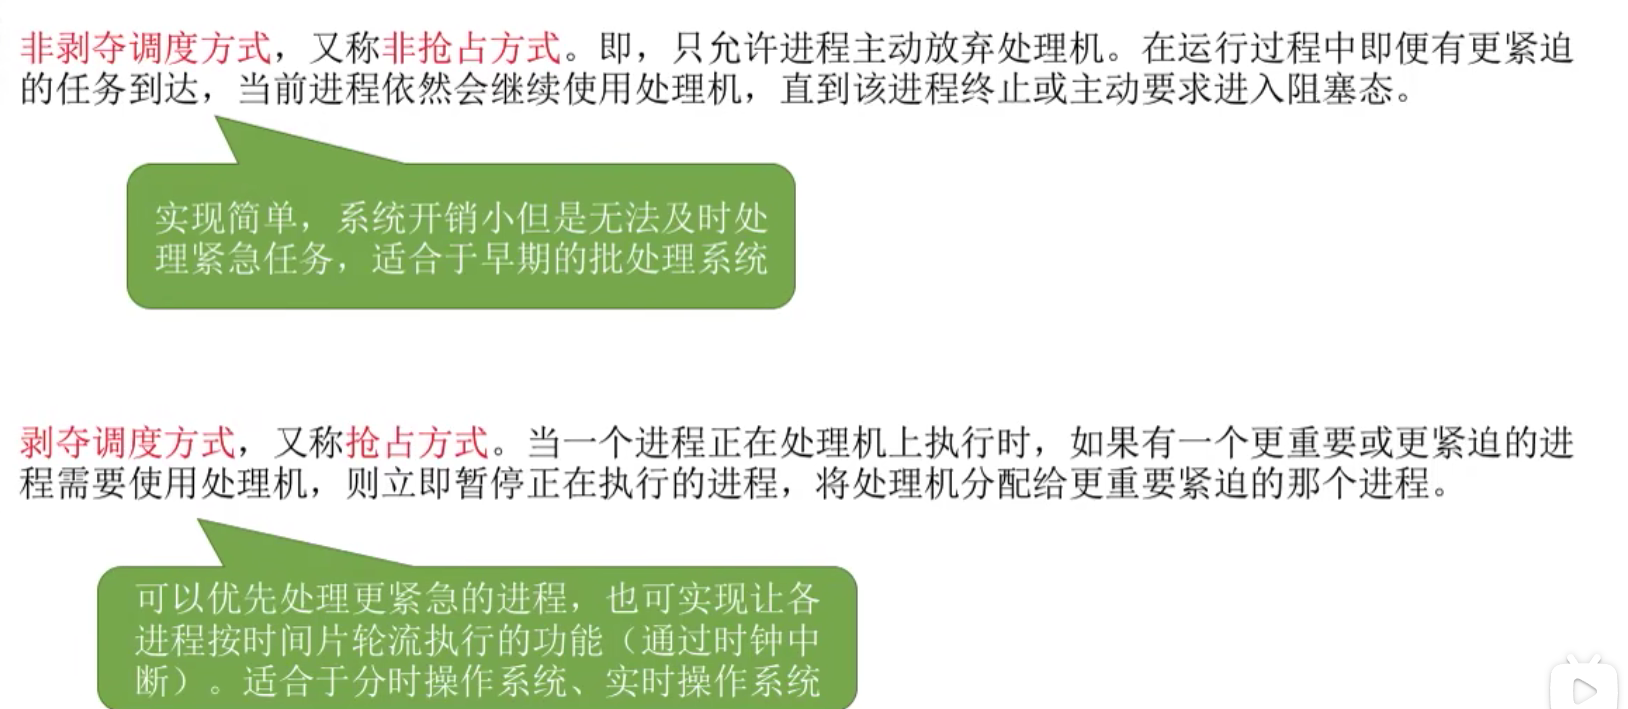 非剥夺调度方式，又称非抢占方式。即，只允许进程主动放弃处理机。在运行过程中即便有更紧迫
的任务到达，当前进程依然会继续使用处理机，直到该进程终止或主动要求进入阻塞态。
实现简单，系统开销小但是无法及时处
理紧急任务，适合于早期的批处理系统
剥夺调度方式，又称抢占方式。当一个进程正在处理机上执行时，如果有一个更重要或更紧迫的进
程需要使用处理机，则立即暂停正在执行的进程，将处理机分配给更重要紧迫的那个进程。
可以优先处理更紧急的进程，也可实现让各
进程按时间片轮流执行的功能（通过时钟中
断）。适合于分时操作系统、实时操作系统